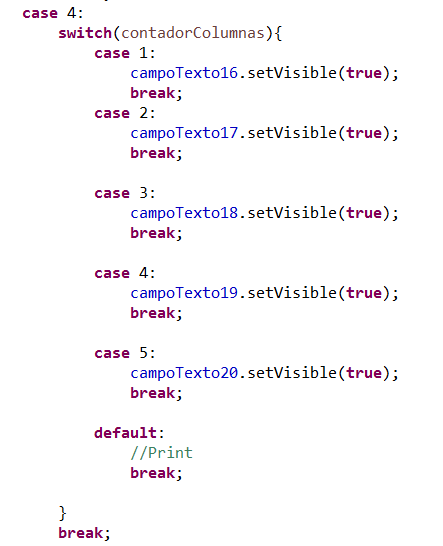 case 4:
switch(contadorColumnas){
case 1:
campoTexto16.setVisible(true);
break;
case 2:
campoTexto17.setVisible(true);
break;
case 3:
campoTexto18.setVisible(true);
break;
case 4:
campoTexto19.setVisible(true);
break;
case 5:
campoTexto20.setVisible(true);
break;
default:
//Print
break;
}
break;